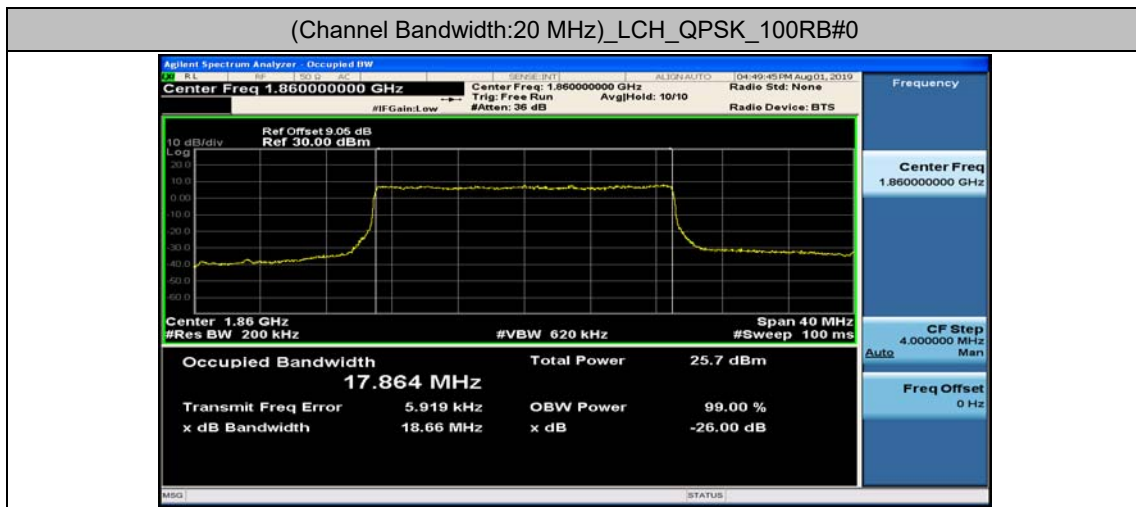 (Channel Bandwidth:20 MHz)_LCH_QPSK_100RB#0
Agilent Spectrum Analyzer - Occupied BW
RL RF 50 Ω AC SENSE:INT ALIGN AUTO 04:49:45 PM Aug 01, 2019
Center Freq 1.860000000 GHz
Center Freq: 1.860000000 GHz
Radio Std: None
Trig: Free Run Avg|Hold: 10/10
#IFGain:Low #Atten: 36 dB Radio Device: BTS
Ref Offset 9.05 dB
10 dB/div Ref 30.00 dBm
Log
20.0
10.0
0.00
-10.0
-20.0
-30.0
-40.0
-50.0
-60.0
Center 1.86 GHz Span 40 MHz
#Res BW 200 kHz #VBW 620 kHz #Sweep 100 ms
Occupied Bandwidth Total Power 25.7 dBm
17.864 MHz
Transmit Freq Error 5.919 kHz OBW Power 99.00 %
x dB Bandwidth 18.66 MHz x dB -26.00 dB
Frequency
Center Freq
1.860000000 GHz
CF Step
4.000000 MHz
Auto Man
Freq Offset
0 Hz
MSG STATUS